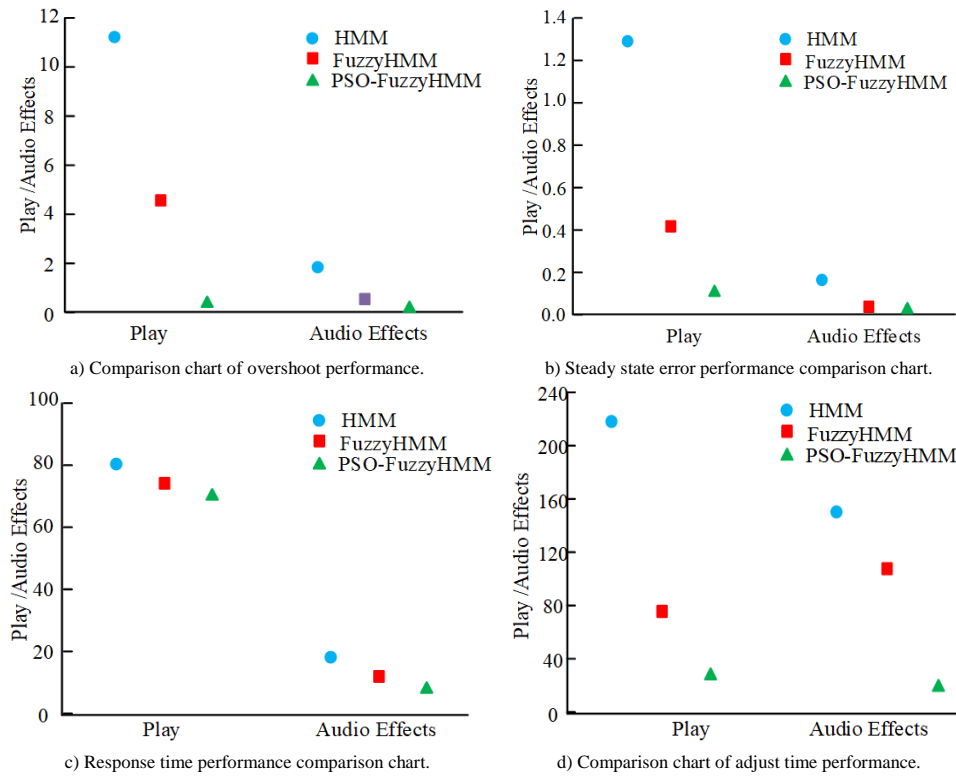 12
10
8
6
4
2
0
Play /Audio Effects
HMM
FuzzyHMM
PSO-FuzzyHMM
Play
Audio Effects
a) Comparison chart of overshoot performance.
1.4
1.2
1.0
0.8
0.6
0.4
0.2
0.0
Play /Audio Effects
HMM
FuzzyHMM
PSO-FuzzyHMM
Play
Audio Effects
b) Steady state error performance comparison chart.
100
80
60
40
20
0
Play /Audio Effects
HMM
FuzzyHMM
PSO-FuzzyHMM
Play
Audio Effects
c) Response time performance comparison chart.
240
200
160
120
80
40
0
Play /Audio Effects
HMM
FuzzyHMM
PSO-FuzzyHMM
Play
Audio Effects
d) Comparison chart of adjust time performance.